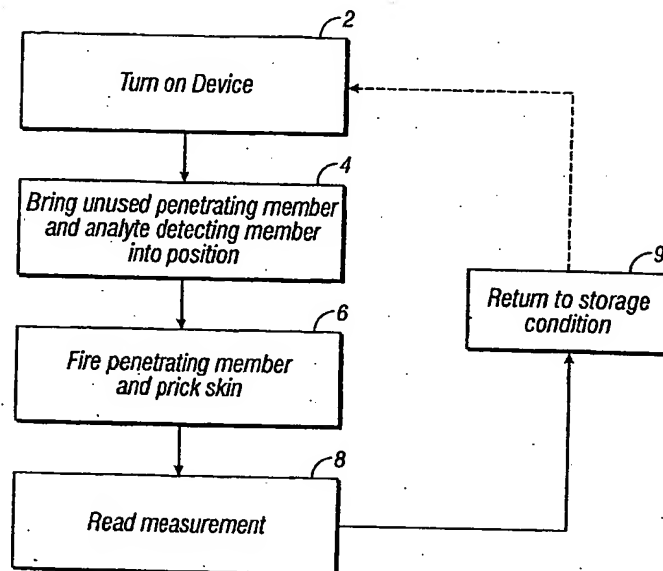 2
Turn on Device
4
Bring unused penetrating member
and analyte detecting member
into position
9
Return to storage
condition
6
Fire penetrating member
and prick skin
8
Read measurement